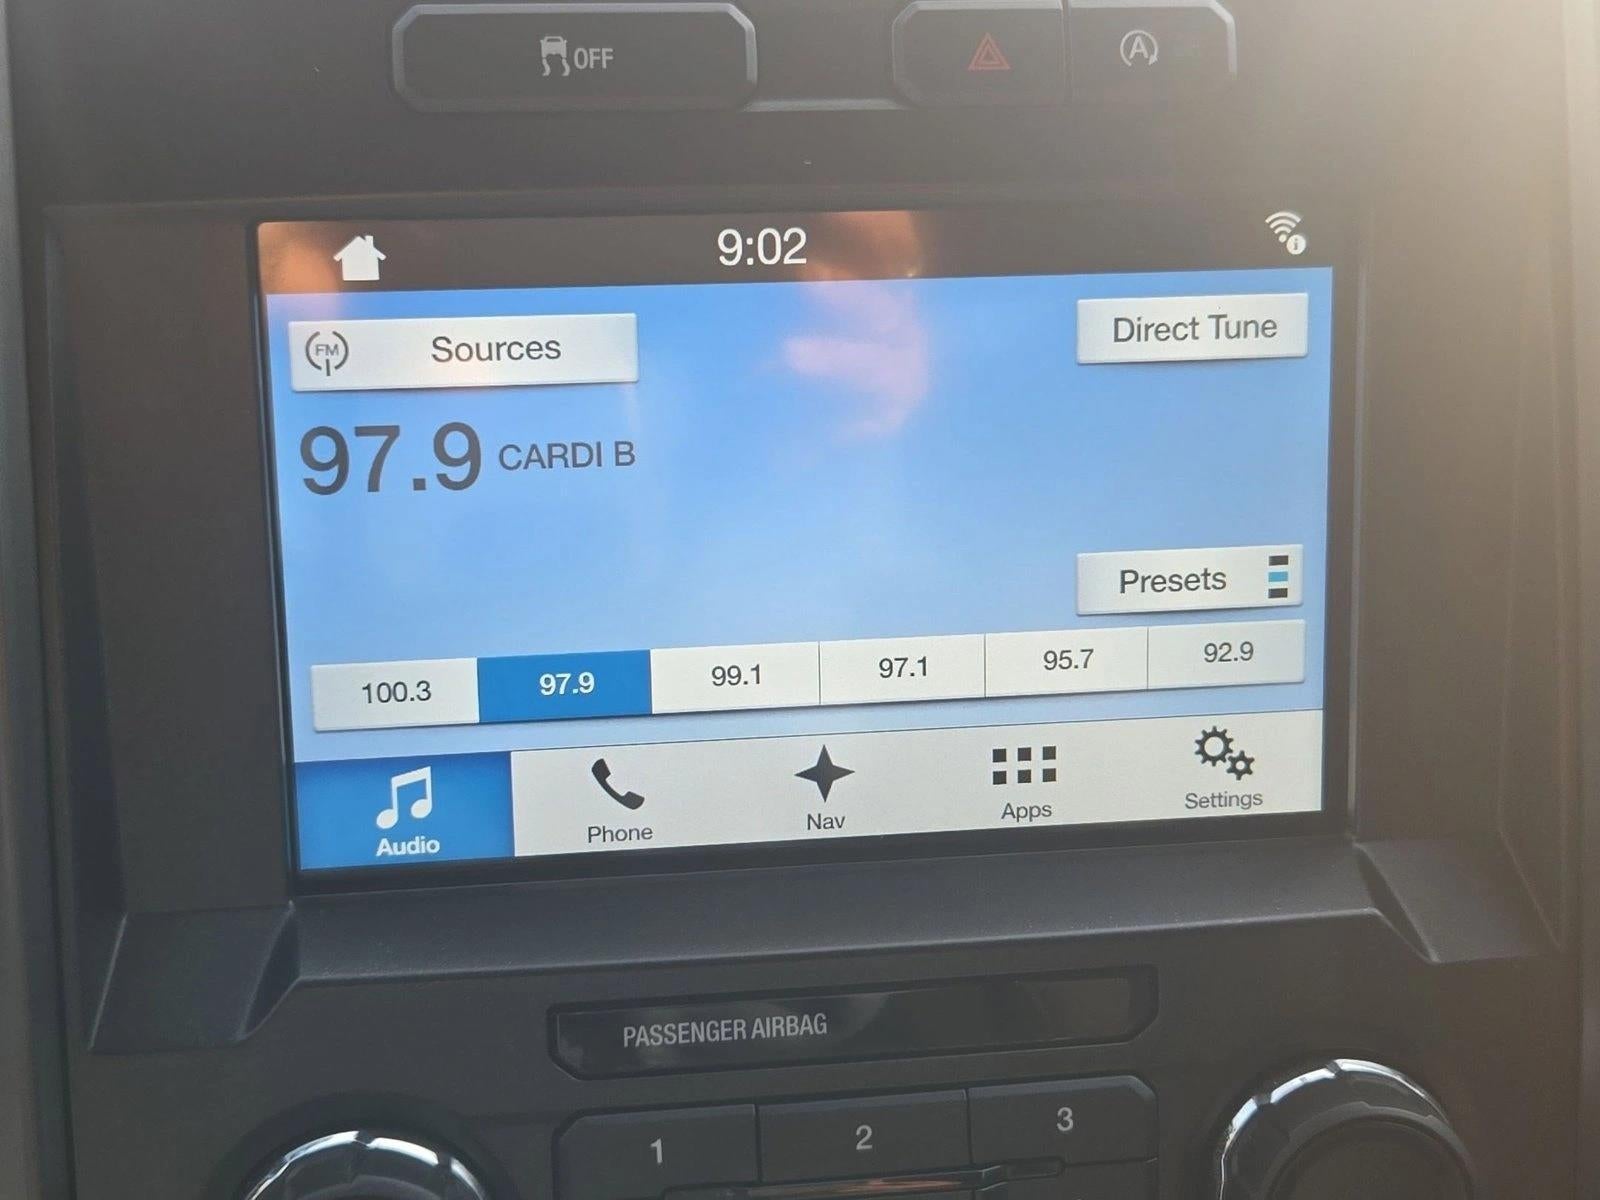 OFF
A
9:02
FM Sources
Direct Tune
97.9 CARDI B
Presets
100.3 97.9 99.1 97.1 95.7 92.9
Audio Phone Nav Apps Settings
PASSENGER AIRBAG
1 2 3